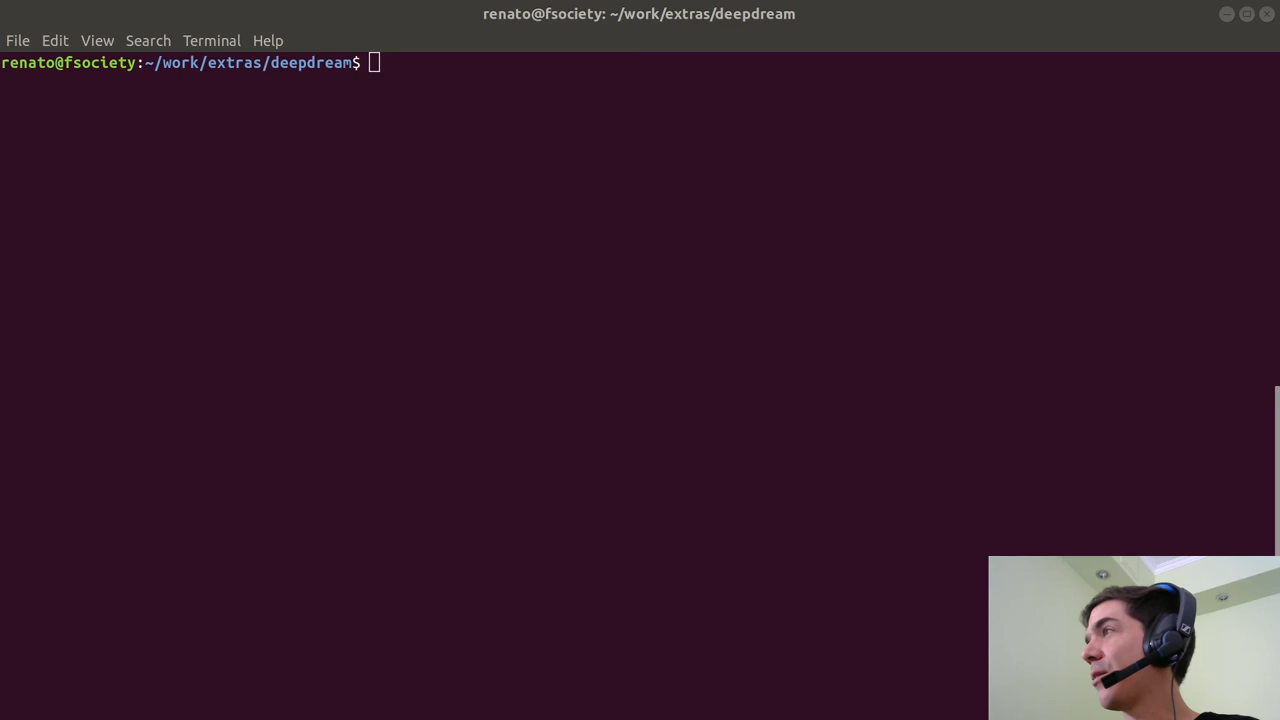 renato@fsociety: ~/work/extras/deepdream
File Edit View Search Terminal Help
renato@fsociety:~/work/extras/deepdream$